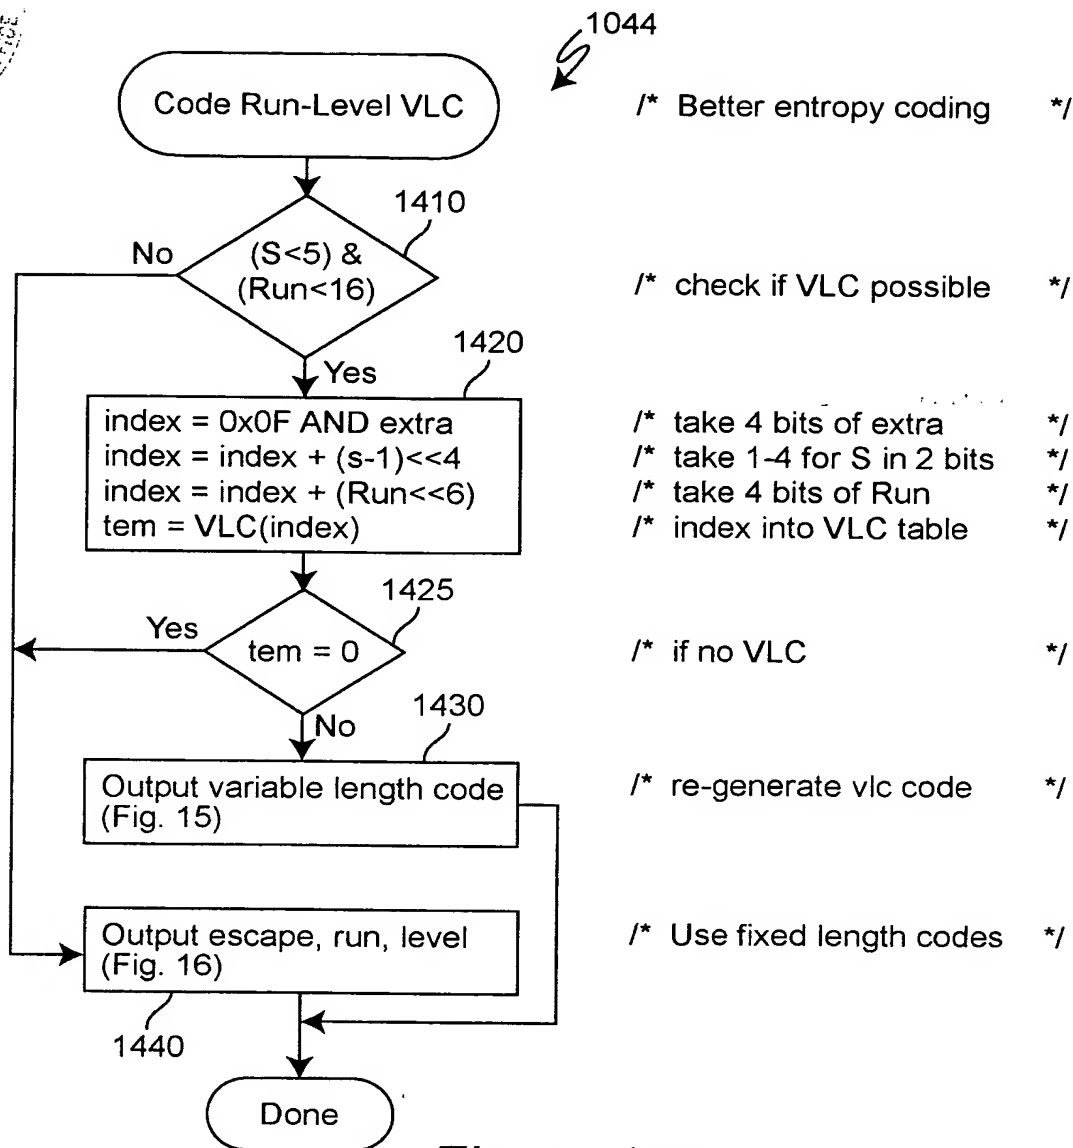 1044
Code Run-Level VLC
/* Better entropy coding */
1410
No
(S<5) &
(Run<16)
/* check if VLC possible */
1420
Yes
index = 0x0F AND extra
/* take 4 bits of extra */
index = index + (s-1)<<4
/* take 1-4 for S in 2 bits */
index = index + (Run<<6)
/* take 4 bits of Run */
tem = VLC(index)
/* index into VLC table */
1425
Yes
tem = 0
/* if no VLC */
1430
No
Output variable length code
(Fig. 15)
/* re-generate vlc code */
Output escape, run, level
(Fig. 16)
/* Use fixed length codes */
1440
Done